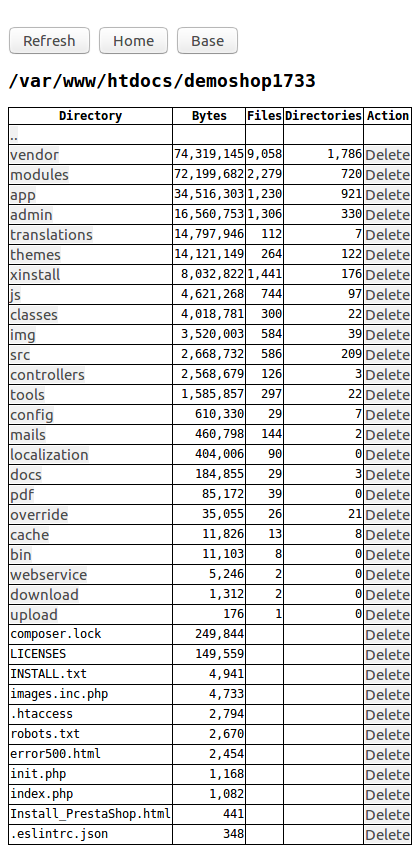 Refresh Home Base
/var/www/htdocs/demoshop1733
Directory Bytes Files Directories Action
..
vendor 74,319,145 9,058 1,786 Delete
modules 72,199,682 2,279 720 Delete
app 34,516,303 1,230 921 Delete
admin 16,560,753 1,306 330 Delete
translations 14,797,946 112 7 Delete
themes 14,121,149 264 122 Delete
xinstall 8,032,822 1,441 176 Delete
js 4,621,268 744 97 Delete
classes 4,018,781 300 22 Delete
img 3,520,003 584 39 Delete
src 2,668,732 586 209 Delete
controllers 2,568,679 126 3 Delete
tools 1,585,857 297 22 Delete
config 610,330 29 7 Delete
mails 460,798 144 2 Delete
localization 404,006 90 0 Delete
docs 184,855 29 3 Delete
pdf 85,172 39 0 Delete
override 35,055 26 21 Delete
cache 11,826 13 8 Delete
bin 11,103 8 0 Delete
webservice 5,246 2 0 Delete
download 1,312 2 0 Delete
upload 176 1 0 Delete
composer.lock 249,844 Delete
LICENSES 149,559 Delete
INSTALL.txt 4,941 Delete
images.inc.php 4,733 Delete
.htaccess 2,794 Delete
robots.txt 2,670 Delete
error500.html 2,454 Delete
init.php 1,168 Delete
index.php 1,082 Delete
Install_PrestaShop.html 441 Delete
.eslintrc.json 348 Delete